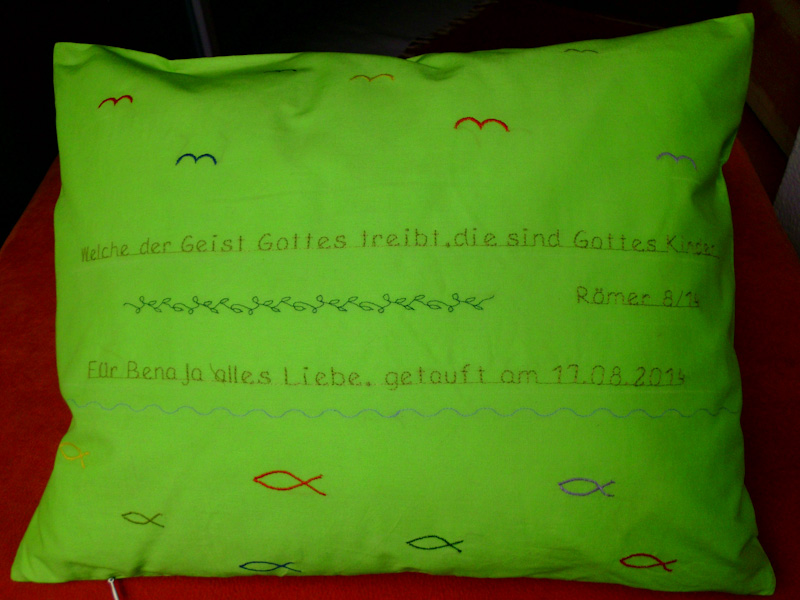 Welche der Geist Gottes treibt, die sind Gottes Kinder
Römer 8/14
Für Benaja alles Liebe. getauft am 17.08.2014